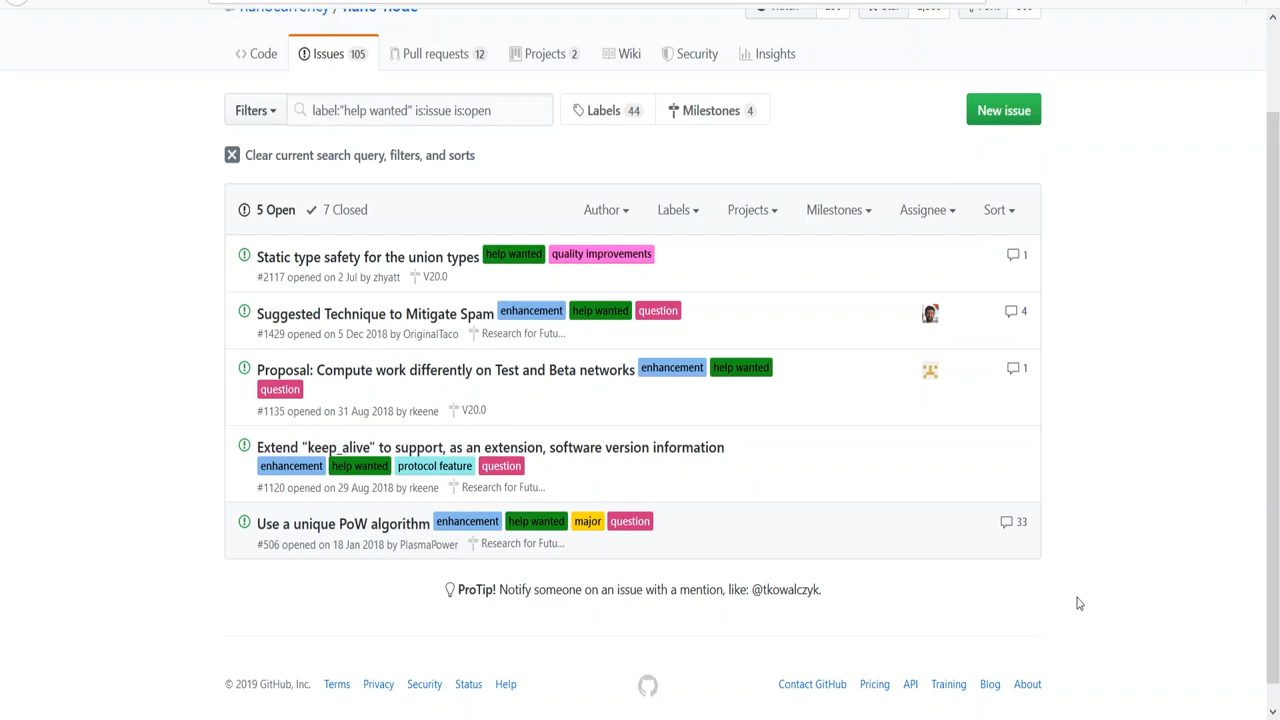 nanocurrency / nano-node
Code Issues 105 Pull requests 12 Projects 2 Wiki Security Insights
Filters label:"help wanted" is:issue is:open Labels 44 Milestones 4 New issue
Clear current search query, filters, and sorts
5 Open 7 Closed Author Labels Projects Milestones Assignee Sort
Static type safety for the union types help wanted quality improvements 1
#2117 opened on 2 Jul by zhyatt V20.0
Suggested Technique to Mitigate Spam enhancement help wanted question 4
#1429 opened on 5 Dec 2018 by OriginalTaco Research for Futu...
Proposal: Compute work differently on Test and Beta networks enhancement help wanted 1
question
#1135 opened on 31 Aug 2018 by rkeene V20.0
Extend "keep_alive" to support, as an extension, software version information
enhancement help wanted protocol feature question
#1120 opened on 29 Aug 2018 by rkeene Research for Futu...
Use a unique PoW algorithm enhancement help wanted major question 33
#506 opened on 18 Jan 2018 by PlasmaPower Research for Futu...
ProTip! Notify someone on an issue with a mention, like: @tkowalczyk.
© 2019 GitHub, Inc. Terms Privacy Security Status Help Contact GitHub Pricing API Training Blog About